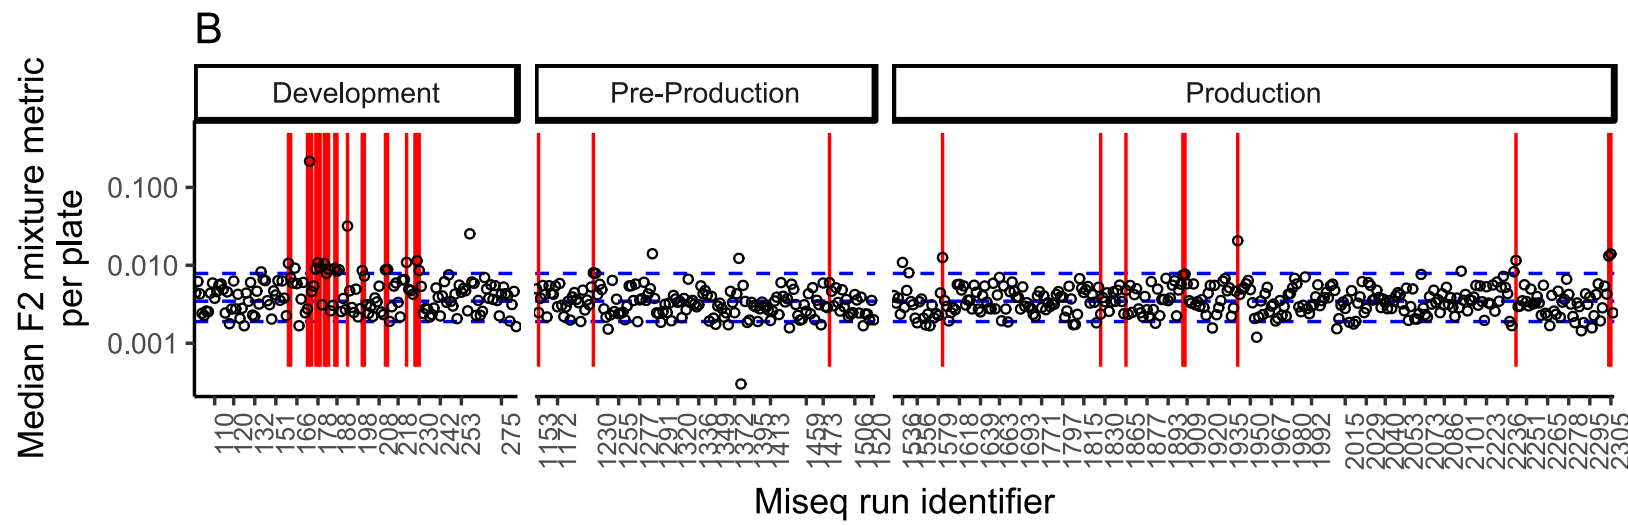 B
Development
Pre-Production
Production
Median F2 mixture metric
per plate
0.100
0.010
0.001
110 120 132 151 166 178 188 198 208 218 230 242 253 275
1153 1172 1230 1255 1277 1291 1320 1336 1349 1372 1395 1413 1459 1473 1506 1520
1536 1556 1579 1618 1639 1663 1693 1771 1797 1815 1830 1865 1877 1893 1909 1920 1935 1950 1967 1980 1992 2015 2029 2040 2053 2073 2086 2101 2223 2236 2251 2265 2278 2295 2305
Miseq run identifier